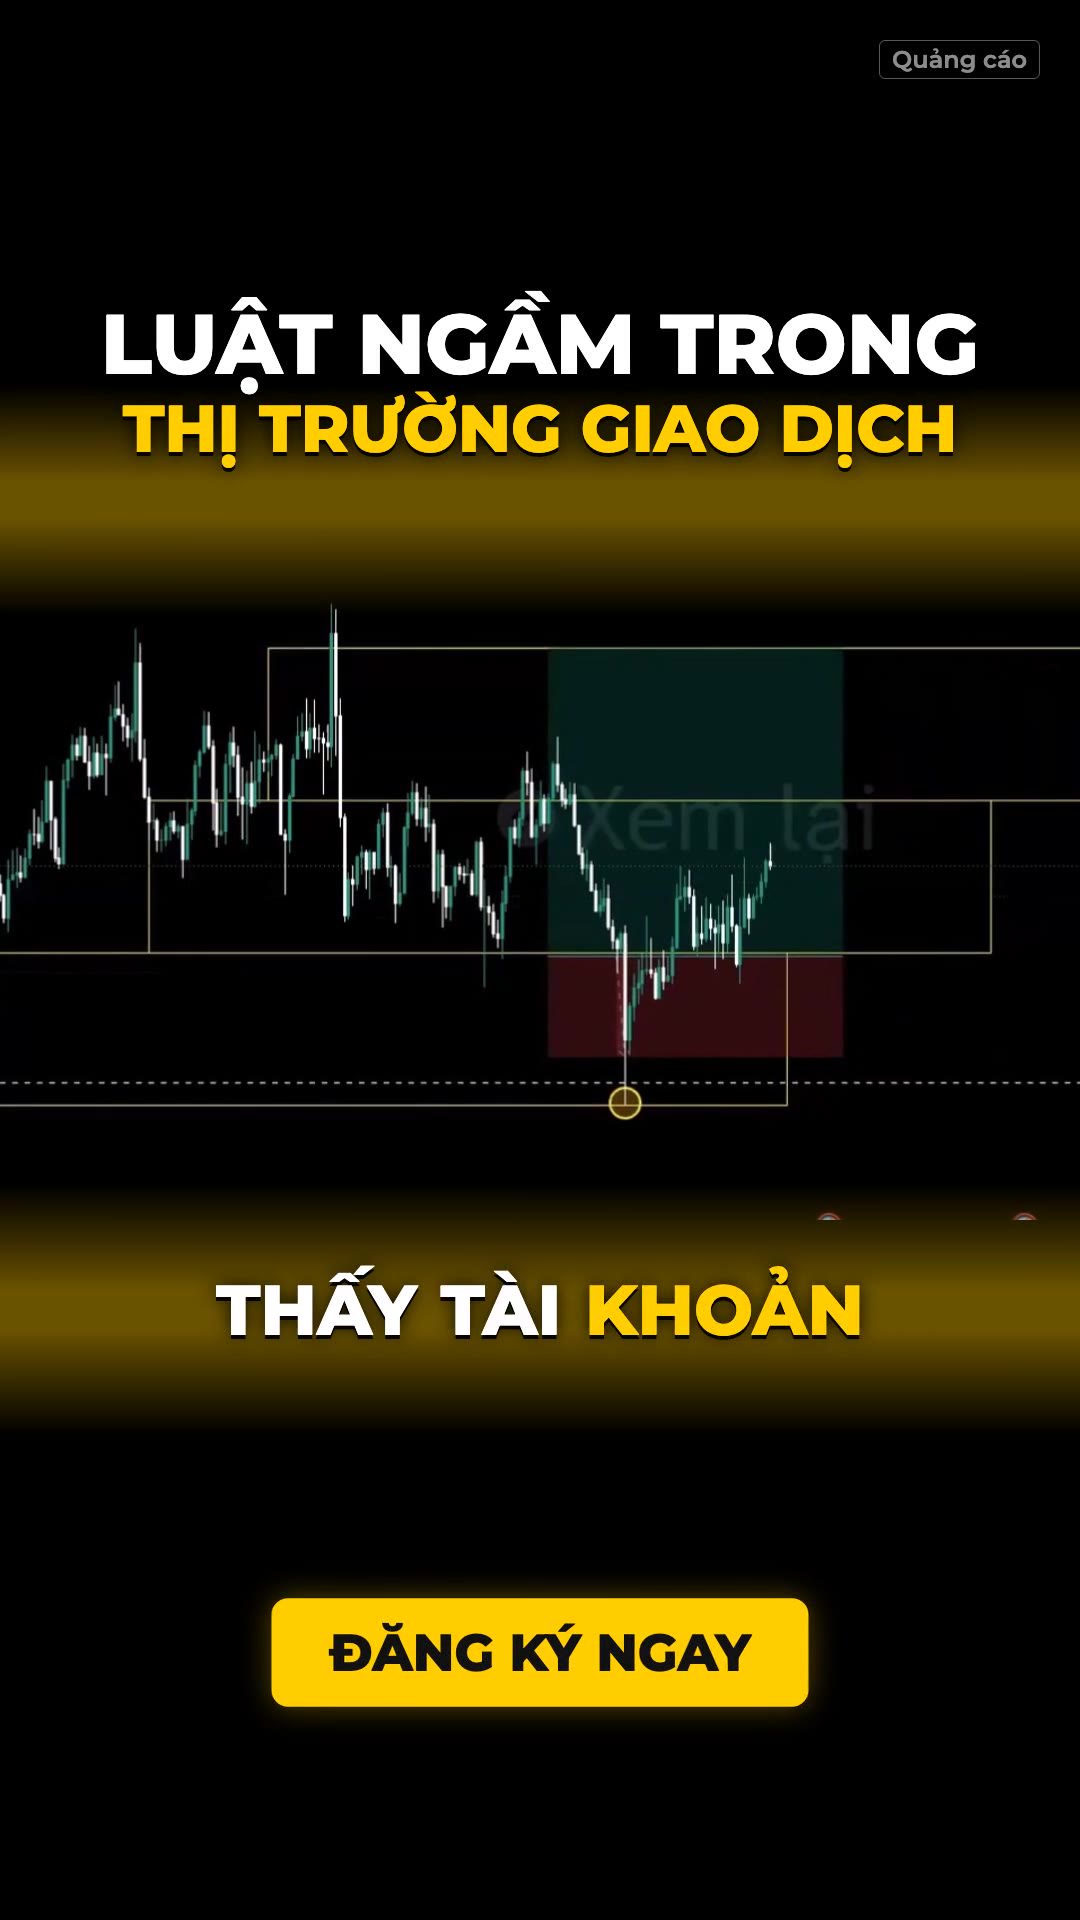 Quảng cáo
LUẬT NGẦM TRONG
THỊ TRƯỜNG GIAO DỊCH
Xem lại
THẤY TÀI KHOẢN
ĐĂNG KÝ NGAY